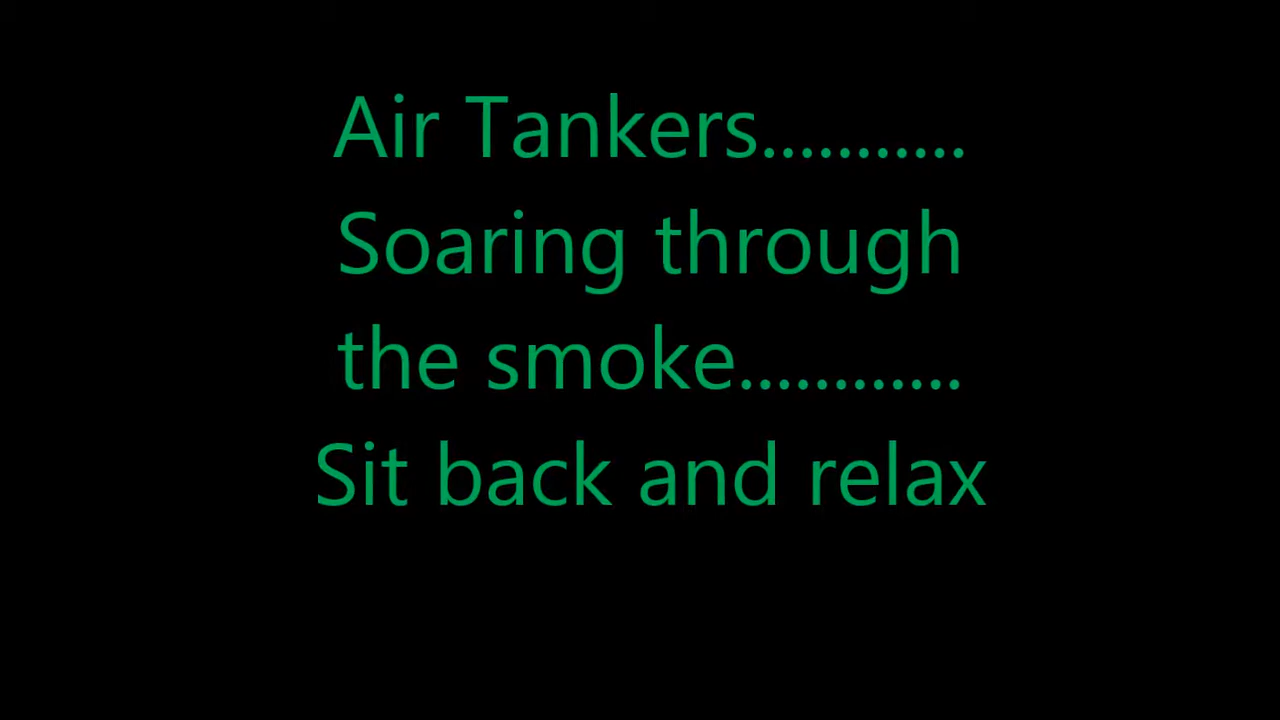 Air Tankers...........
Soaring through
the smoke............
Sit back and relax